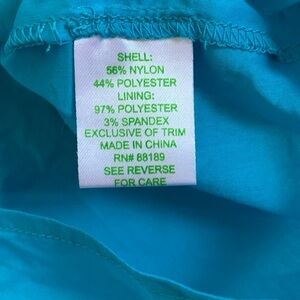 SHELL:
56% NYLON
44% POLYESTER
LINING:
97% POLYESTER
3% SPANDEX
EXCLUSIVE OF TRIM
MADE IN CHINA
RN# 88189
SEE REVERSE
FOR CARE